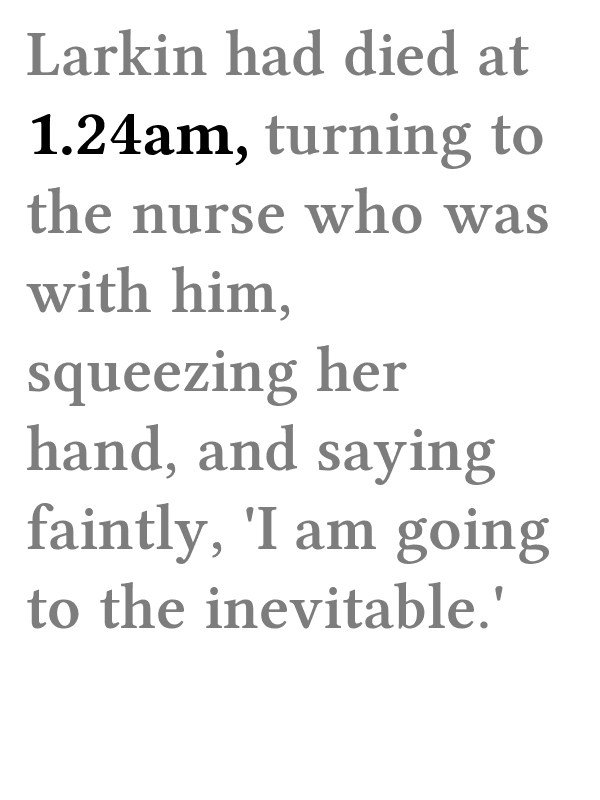 Larkin had died at
1.24am, turning to
the nurse who was
with him,
squeezing her
hand, and saying
faintly, 'I am going
to the inevitable.'